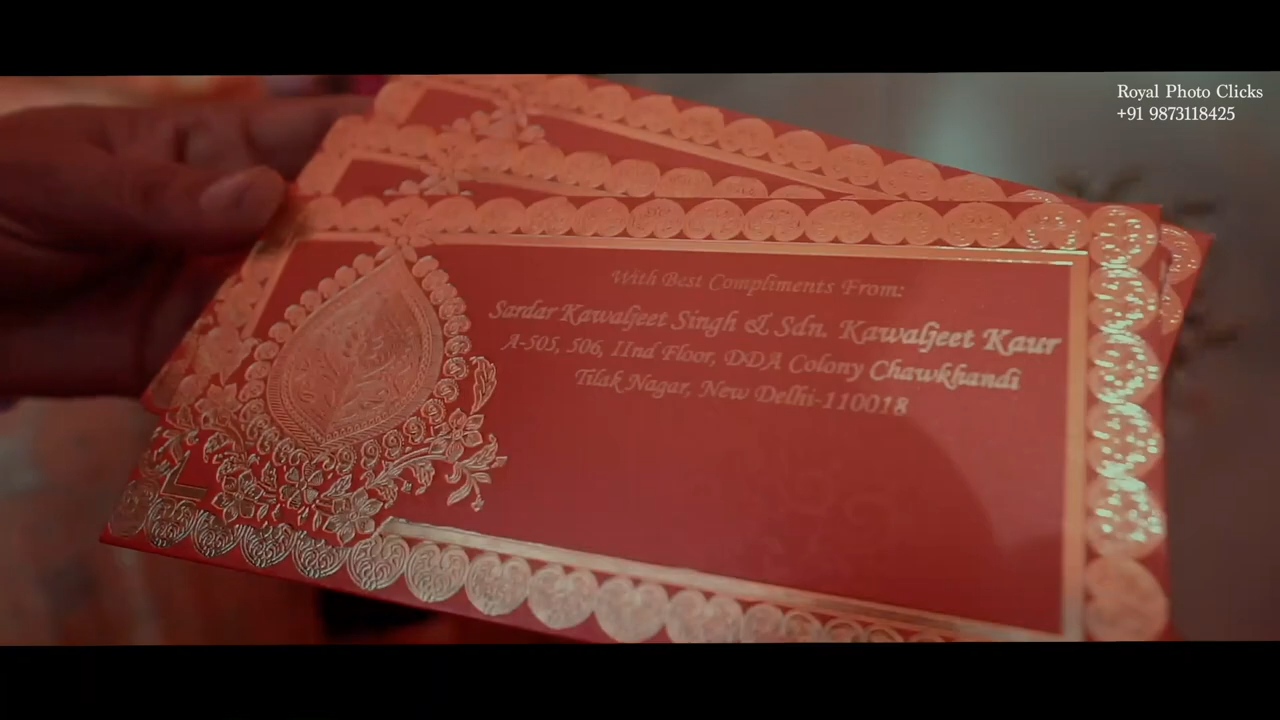 Royal Photo Clicks
+91 9873118425
With Best Compliments From:
Sardar Kawaljeet Singh & Sdn. Kawaljeet Kaur
A-505, 506, IInd Floor, DDA Colony Chawkhandi
Tilak Nagar, New Delhi-110018